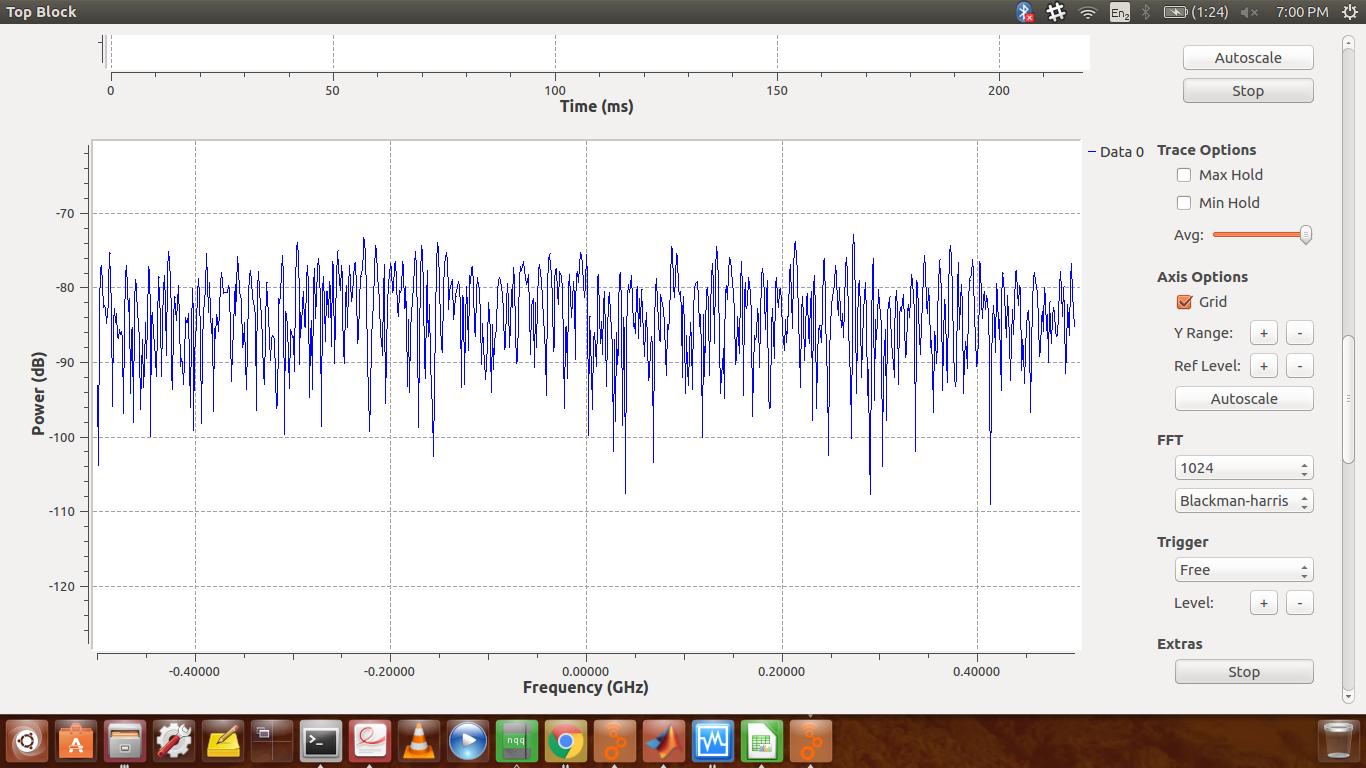 Top Block
En2
(1:24)
7:00 PM
0
50
100
150
200
Time (ms)
Autoscale
Stop
Data 0
-70
-80
-90
-100
-110
-120
Power (dB)
-0.40000
-0.20000
0.00000
0.20000
0.40000
Frequency (GHz)
Trace Options
Max Hold
Min Hold
Avg:
Axis Options
Grid
Y Range: + -
Ref Level: + -
Autoscale
FFT
1024
Blackman-harris
Trigger
Free
Level: + -
Extras
Stop
nqq